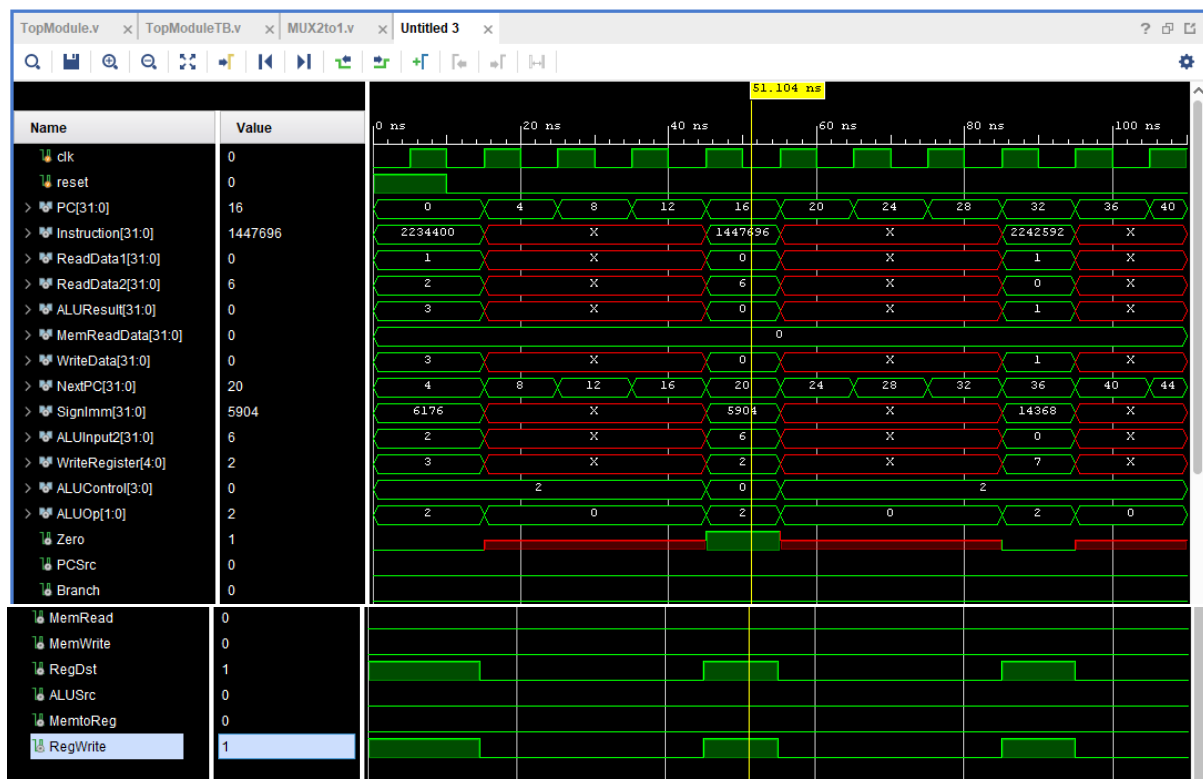 TopModule.v × TopModuleTB.v × MUX2to1.v × Untitled 3 × ?
51.104 ns
Name Value 0 ns 20 ns 40 ns 60 ns 80 ns 100 ns
clk 0
reset 0
PC[31:0] 16 0 4 8 12 16 20 24 28 32 36 40
Instruction[31:0] 1447696 2234400 X 1447696 X 2242592 X
ReadData1[31:0] 0 1 X 0 X 1 X
ReadData2[31:0] 6 2 X 6 X 0 X
ALUResult[31:0] 0 3 X 0 X 1 X
MemReadData[31:0] 0 0
WriteData[31:0] 0 3 X 0 X 1 X
NextPC[31:0] 20 4 8 12 16 20 24 28 32 36 40 44
SignImm[31:0] 5904 6176 X 5904 X 14368 X
ALUInput2[31:0] 6 2 X 6 X 0 X
WriteRegister[4:0] 2 3 X 2 X 7 X
ALUControl[3:0] 0 2 0 2
ALUOp[1:0] 2 2 0 2 0 2 0
Zero 1
PCSrc 0
Branch 0
MemRead 0
MemWrite 0
RegDst 1
ALUSrc 0
MemtoReg 0
RegWrite 1